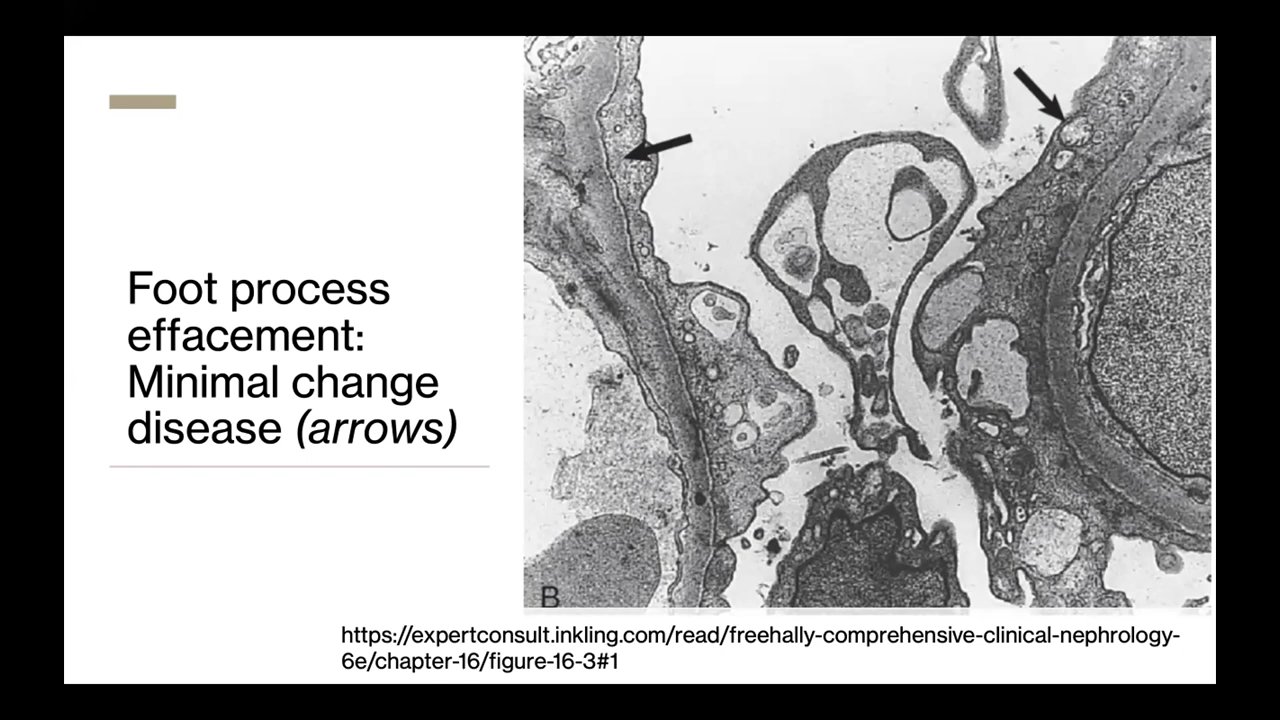 Foot process
effacement:
Minimal change
disease (arrows)
B
https://expertconsult.inkling.com/read/freehally-comprehensive-clinical-nephrology-
6e/chapter-16/figure-16-3#1